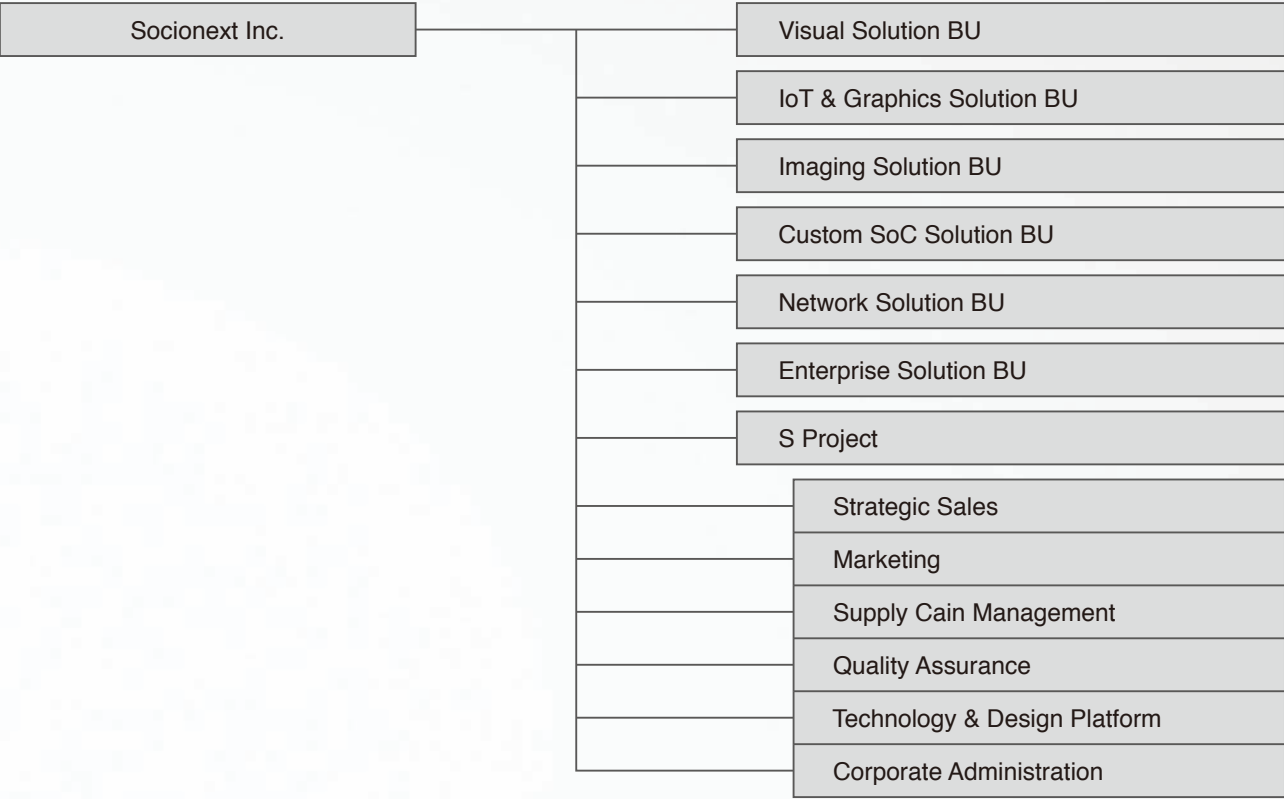 Socionext Inc.
Visual Solution BU
IoT & Graphics Solution BU
Imaging Solution BU
Custom SoC Solution BU
Network Solution BU
Enterprise Solution BU
S Project
Strategic Sales
Marketing
Supply Cain Management
Quality Assurance
Technology & Design Platform
Corporate Administration